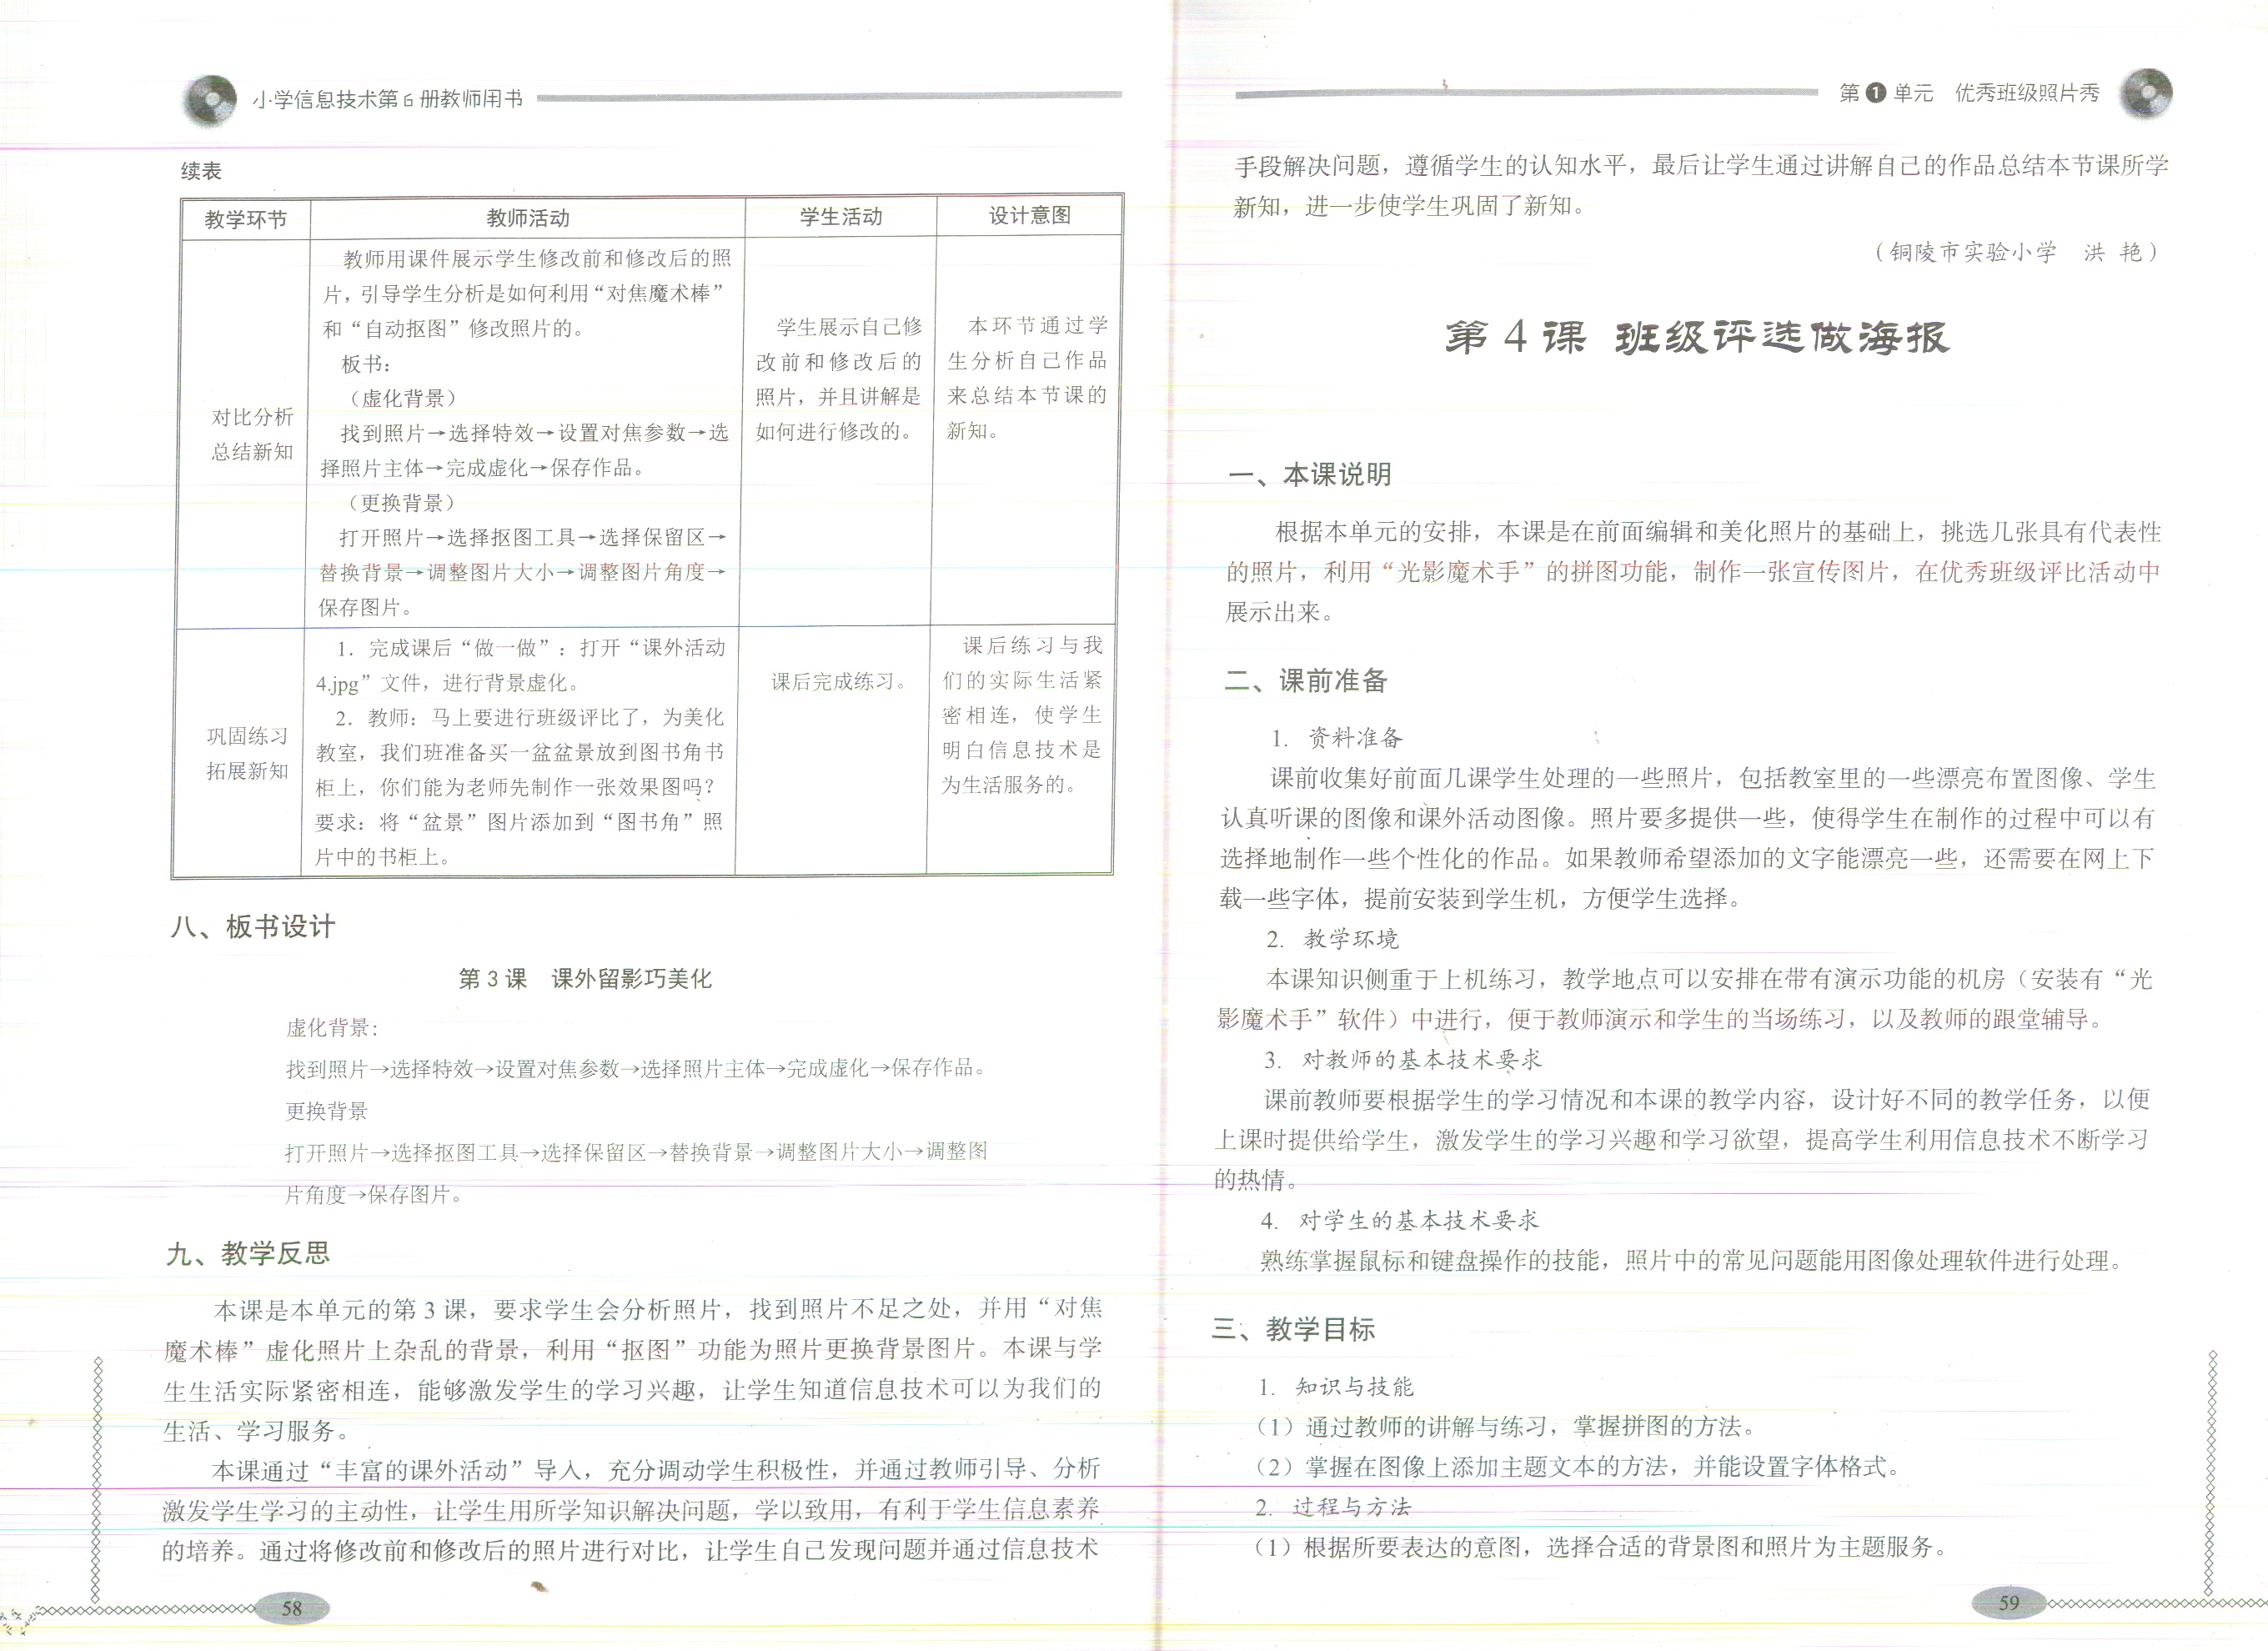 小学信息技术第6册教师用书
续表
教学环节 教师活动 学生活动 设计意图
对比分析
总结新知
教师用课件展示学生修改前和修改后的照
片，引导学生分析是如何利用“对焦魔术棒”
和“自动抠图”修改照片的。
板书：
（虚化背景）
找到照片→选择特效→设置对焦参数→选
择照片主体→完成虚化→保存作品。
（更换背景）
打开照片→选择抠图工具→选择保留区→
替换背景→调整图片大小→调整图片角度→
保存图片。
学生展示自己修
改前和修改后的
照片，并且讲解是
如何进行修改的。
本环节通过学
生分析自己作品
来总结本节课的
新知。
巩固练习
拓展新知
1. 完成课后“做一做”：打开“课外活动
4.jpg”文件，进行背景虚化。
2. 教师：马上要进行班级评比了，为美化
教室，我们班准备买一盆盆景放到图书角书
柜上，你们能为老师先制作一张效果图吗？
要求：将“盆景”图片添加到“图书角”照
片中的书柜上。
课后完成练习。
课后练习与我
们的实际生活紧
密相连，使学生
明白信息技术是
为生活服务的。
八、板书设计
第 3 课 课外留影巧美化
虚化背景：
找到照片→选择特效→设置对焦参数→选择照片主体→完成虚化→保存作品。
更换背景
打开照片→选择抠图工具→选择保留区→替换背景→调整图片大小→调整图
片角度→保存图片。
九、教学反思
本课是本单元的第 3 课，要求学生会分析照片，找到照片不足之处，并用“对焦
魔术棒”虚化照片上杂乱的背景，利用“抠图”功能为照片更换背景图片。本课与学
生生活实际紧密相连，能够激发学生的学习兴趣，让学生知道信息技术可以为我们的
生活、学习服务。
本课通过“丰富的课外活动”导入，充分调动学生积极性，并通过教师引导、分析
激发学生学习的主动性，让学生用所学知识解决问题，学以致用，有利于学生信息素养
的培养。通过将修改前和修改后的照片进行对比，让学生自己发现问题并通过信息技术
58
第1单元 优秀班级照片秀
手段解决问题，遵循学生的认知水平，最后让学生通过讲解自己的作品总结本节课所学
新知，进一步使学生巩固了新知。
（铜陵市实验小学 洪 艳）
第 4 课 班级评选做海报
一、本课说明
根据本单元的安排，本课是在前面编辑和美化照片的基础上，挑选几张具有代表性
的照片，利用“光影魔术手”的拼图功能，制作一张宣传图片，在优秀班级评比活动中
展示出来。
二、课前准备
1. 资料准备
课前收集好前面几课学生处理的一些照片，包括教室里的一些漂亮布置图像、学生
认真听课的图像和课外活动图像。照片要多提供一些，使得学生在制作的过程中可以有
选择地制作一些个性化的作品。如果教师希望添加的文字能漂亮一些，还需要在网上下
载一些字体，提前安装到学生机，方便学生选择。
2. 教学环境
本课知识侧重于上机练习，教学地点可以安排在带有演示功能的机房（安装有“光
影魔术手”软件）中进行，便于教师演示和学生的当场练习，以及教师的跟堂辅导。
3. 对教师的基本技术要求
课前教师要根据学生的学习情况和本课的教学内容，设计好不同的教学任务，以便
上课时提供给学生，激发学生的学习兴趣和学习欲望，提高学生利用信息技术不断学习
的热情。
4. 对学生的基本技术要求
熟练掌握鼠标和键盘操作的技能，照片中的常见问题能用图像处理软件进行处理。
三、教学目标
1. 知识与技能
（1）通过教师的讲解与练习，掌握拼图的方法。
（2）掌握在图像上添加主题文本的方法，并能设置字体格式。
2. 过程与方法
（1）根据所要表达的意图，选择合适的背景图和照片为主题服务。
59